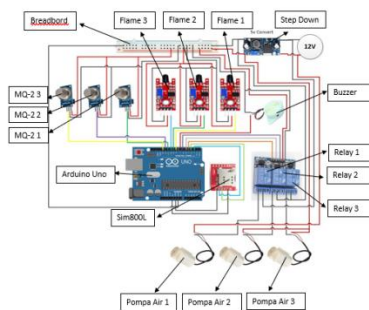 Flame 3
Flame 2
Flame 1
Step Down
Breadbord
12V
MQ-2 3
MQ-2 2
MQ-2 1
Buzzer
Arduino Uno
Relay 1
Relay 2
Sim800L
Relay 3
Pompa Air 1
Pompa Air 2
Pompa Air 3